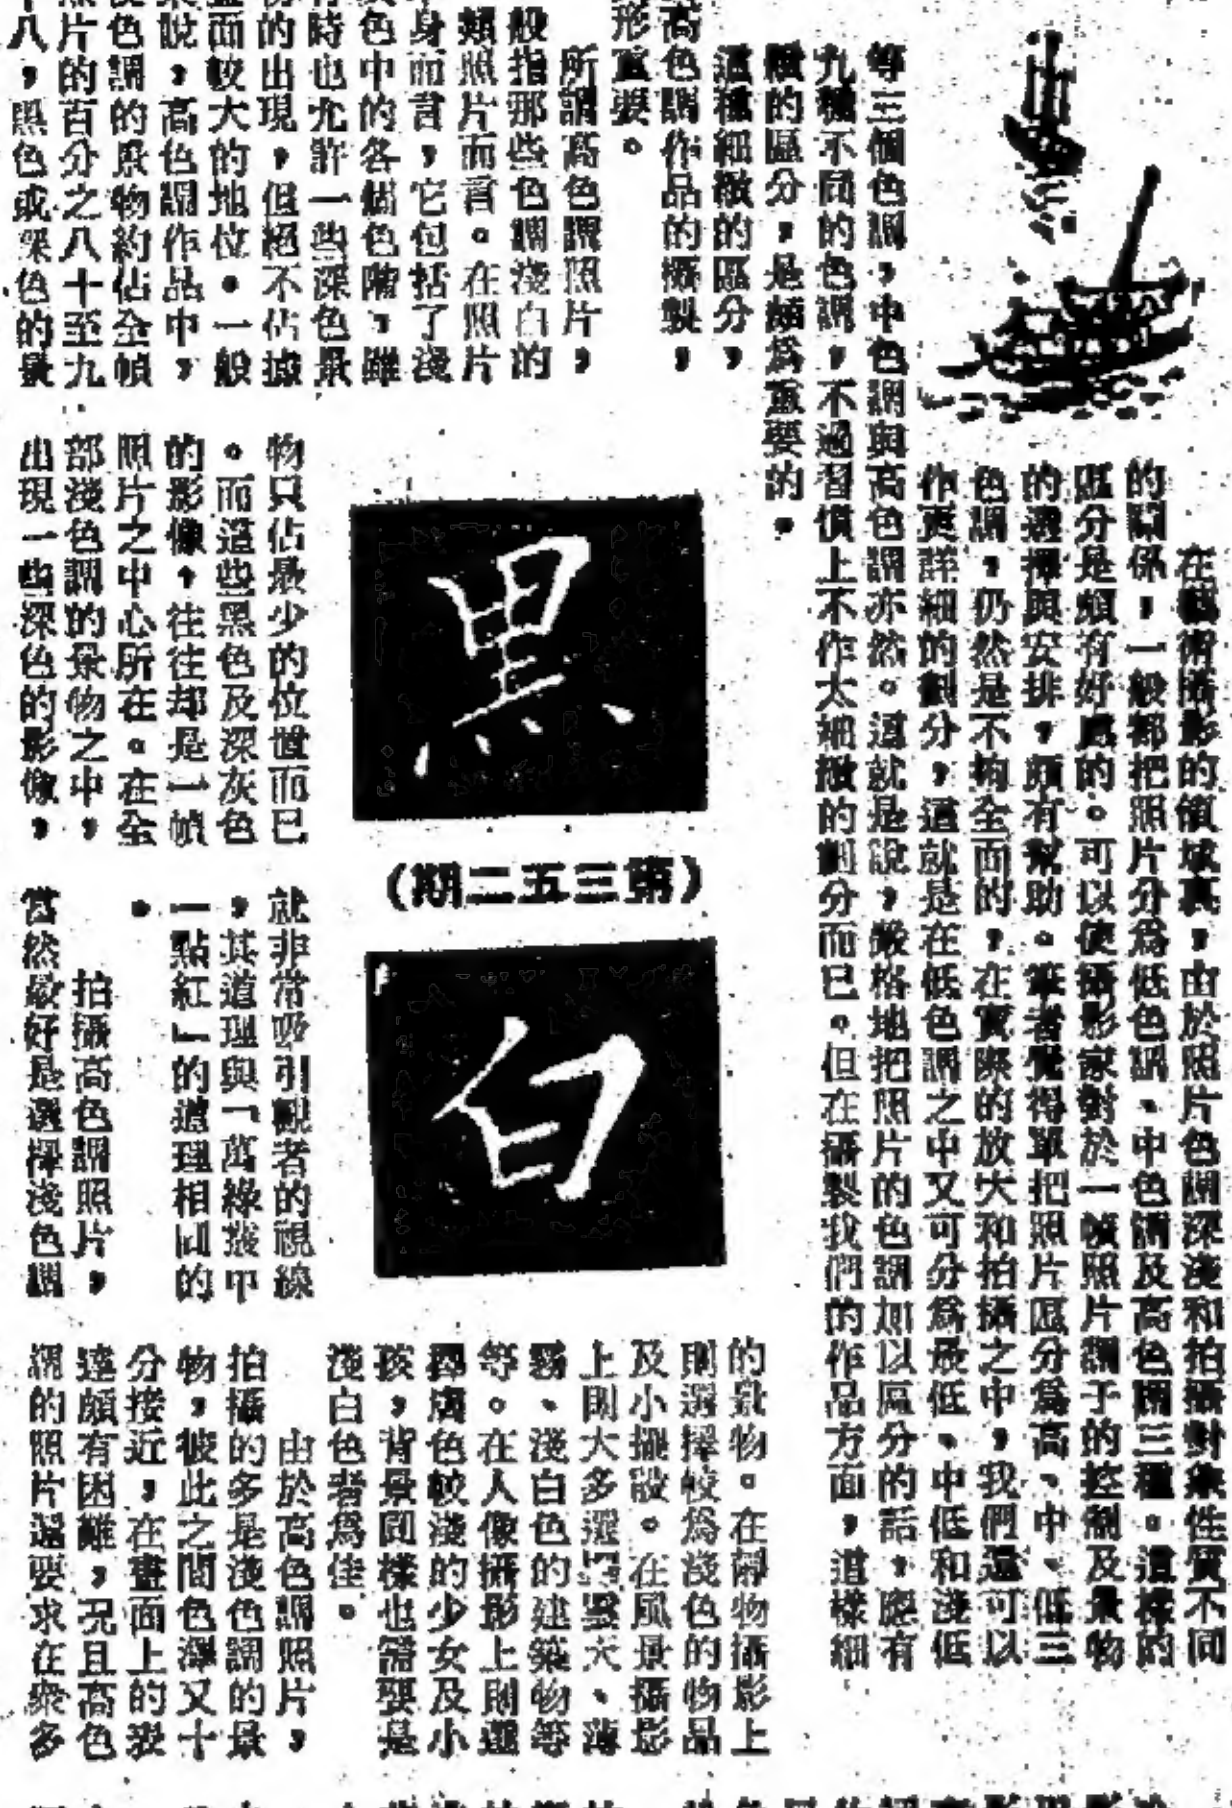 在藝術攝影的領域裏，由於照片色調深淺和拍攝對象性質不同
的關係，一般都把照片分為低色調、中色調及高色調三種。這樣的
區分是頗有好處的。可以使攝影家對於一幀照片調子的控制及景物
的選擇與安排，頗有幫助。筆者覺得單把照片區分為高、中、低三
色調，仍然是不夠全面的，在實際的放大和拍攝之中，我們還可以
作更詳細的劃分，這就是在低色調之中又可分為最低、中低和淺低
等三個色調，中色調與高色調亦然。這就是說，嚴格地把照片的色調加以區分的話，應有
九種不同的色調，不過習慣上不作太細緻的劃分而已。但在攝製我們的作品方面，這樣細
緻的區分，是頗為重要的。
這種細緻的區分，
高色調作品的攝製，
形重要。
所謂高色調照片，
般指那些色調淺白的
類照片而言。在照片
身而言，它包括了淺
色中的各個色階，雖
時也允許一些深色景
的出現，但絕不佔據
面較大的地位。一般
說，高色調作品中，
色調的景物約佔全幀
片的百分之八十至九
八，黑色或深色的景
黑
(第三五二期)
白
物只佔最少的位置而已
。而這些黑色及深灰色
的影像，往往却是一幀
照片之中心所在。在全
部淺色調的景物之中，
出現一些深色的影像，
就非常吸引觀者的視線
，其道理與「萬綠叢中
一點紅」的道理相同的
。
拍攝高色調照片，
當然最好是選擇淺色調
的景物。在靜物攝影上
則選擇較為淺色的物品
及小擺設。在風景攝影
上則大多選擇雪天、薄
霧、淺白色的建築物等
等。在人像攝影上則選
擇膚色較淺的少女及小
孩，背景同樣也需要是
淺白色者為佳。
由於高色調照片，
拍攝的多是淺色調的景
物，彼此之間色澤又十
分接近，在畫面上的表
達頗有困難，況且高色
調的照片還要求在衆多